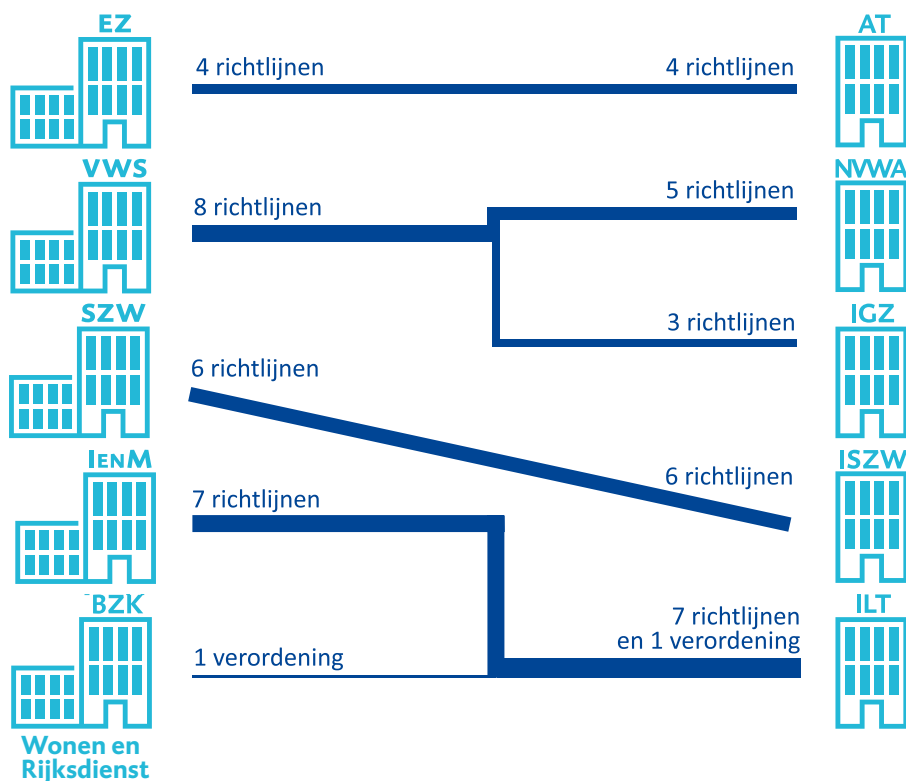 EZ
AT
4 richtlijnen
4 richtlijnen
VWS
NVWA
8 richtlijnen
5 richtlijnen
SZW
IGZ
3 richtlijnen
6 richtlijnen
IENM
ISZW
6 richtlijnen
7 richtlijnen
BZK
ILT
7 richtlijnen
en 1 verordening
1 verordening
Wonen en
Rijksdienst